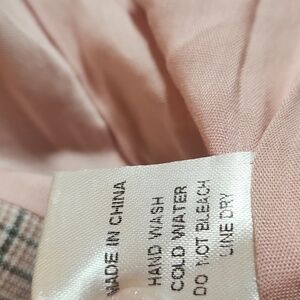 MADE IN CHINA
HAND WASH
COLD WATER
DO NOT BLEACH
LINE DRY